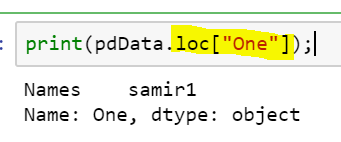 : print(pdData.loc["One"]);
Names    samir1
Name: One, dtype: object